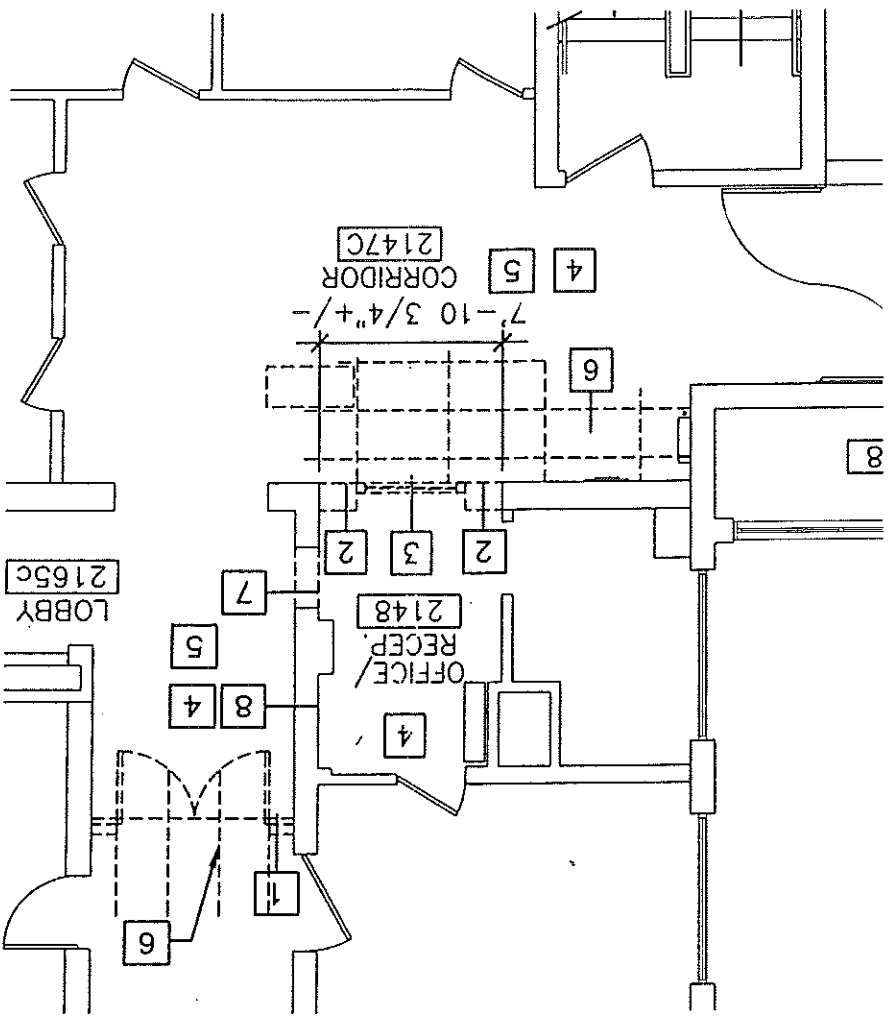 6
1
4
8 4
5
OFFICE/
RECEP.
2148
LOBBY
2165c
7
2 3 2
8
6
7'-10 3/4"+/-
CORRIDOR
2147C
4 5